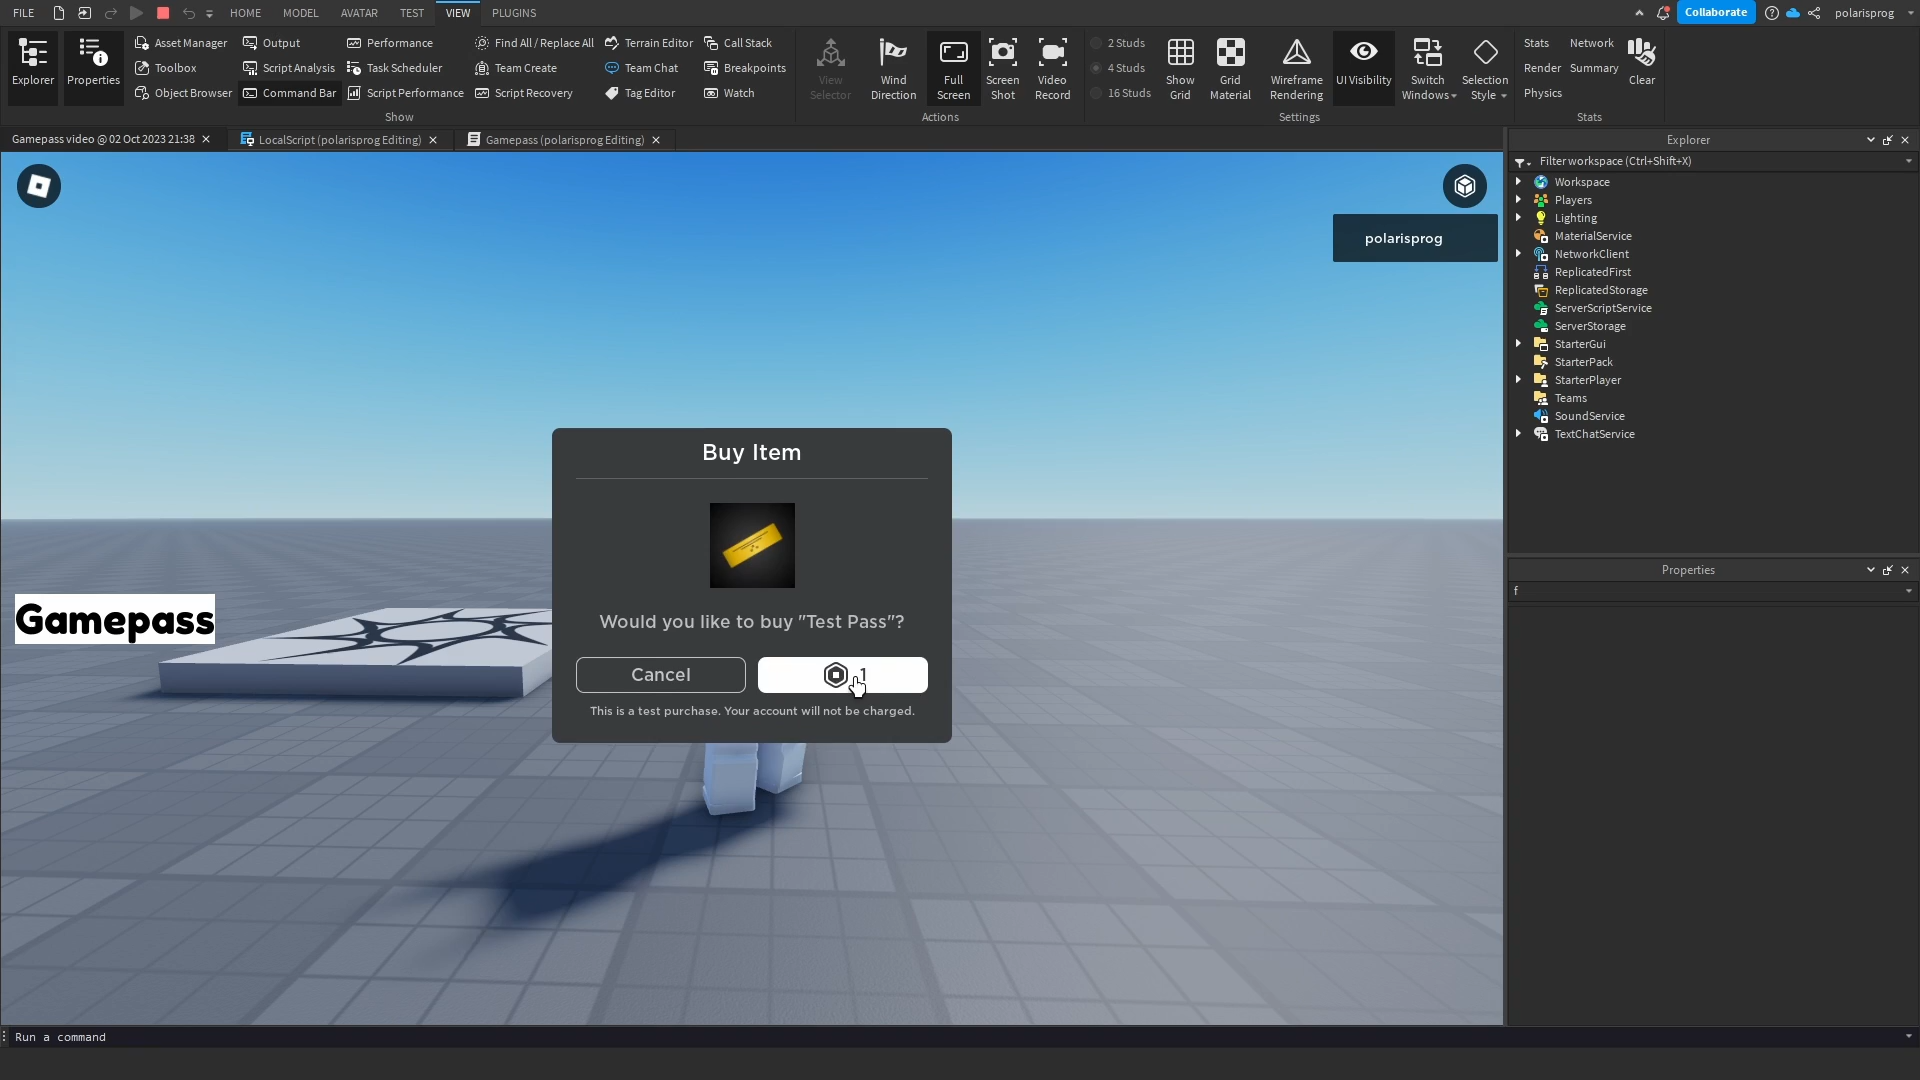 FILE HOME MODEL AVATAR TEST VIEW PLUGINS Collaborate polarisprog
Explorer
Properties
Asset Manager Output Performance Find All / Replace All Terrain Editor Call Stack
Toolbox Script Analysis Task Scheduler Team Create Team Chat Breakpoints
Object Browser Command Bar Script Performance Script Recovery Tag Editor Watch
Show
View Selector
Wind Direction
Full Screen
Screen Shot
Video Record
Actions
2 Studs
4 Studs
16 Studs
Show Grid
Grid Material
Wireframe Rendering
UI Visibility
Switch Windows
Selection Style
Settings
Stats Network
Render Summary
Physics
Clear
Stats
Gamepass video @ 02 Oct 2023 21:38 LocalScript (polarisprog Editing) Gamepass (polarisprog Editing)
polarisprog
Gamepass
Buy Item
Would you like to buy "Test Pass"?
Cancel 1
This is a test purchase. Your account will not be charged.
Explorer
Filter workspace (Ctrl+Shift+X)
Workspace
Players
Lighting
MaterialService
NetworkClient
ReplicatedFirst
ReplicatedStorage
ServerScriptService
ServerStorage
StarterGui
StarterPack
StarterPlayer
Teams
SoundService
TextChatService
Properties
f
Run a command